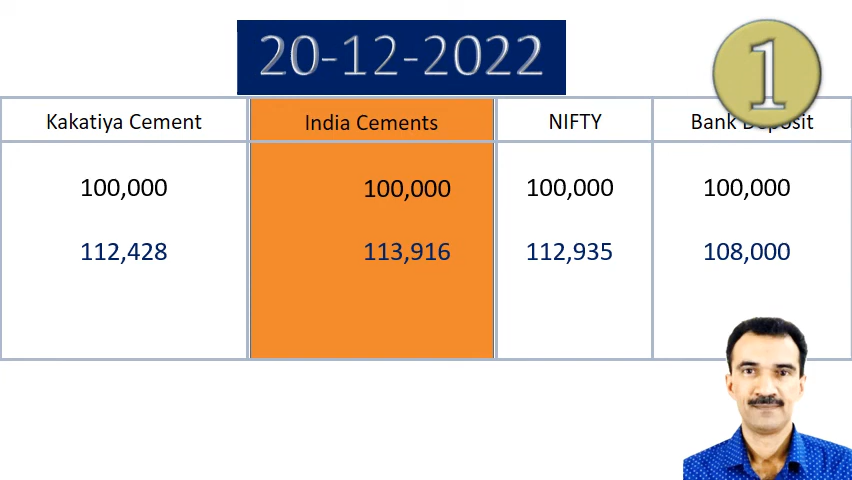 20-12-2022
1
Kakatiya Cement India Cements NIFTY Bank Deposit
100,000 100,000 100,000 100,000
112,428 113,916 112,935 108,000